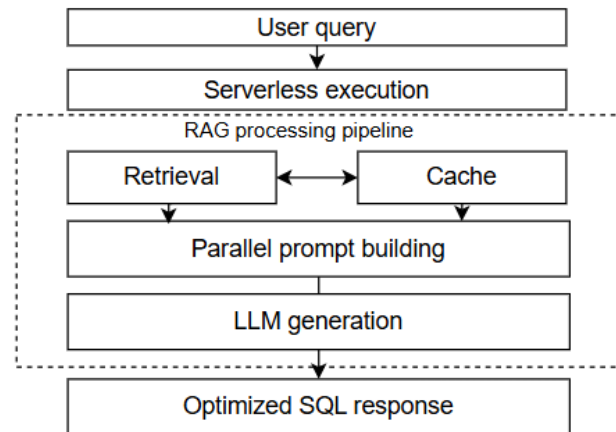 User query
Serverless execution
RAG processing pipeline
Retrieval
Cache
Parallel prompt building
LLM generation
Optimized SQL response